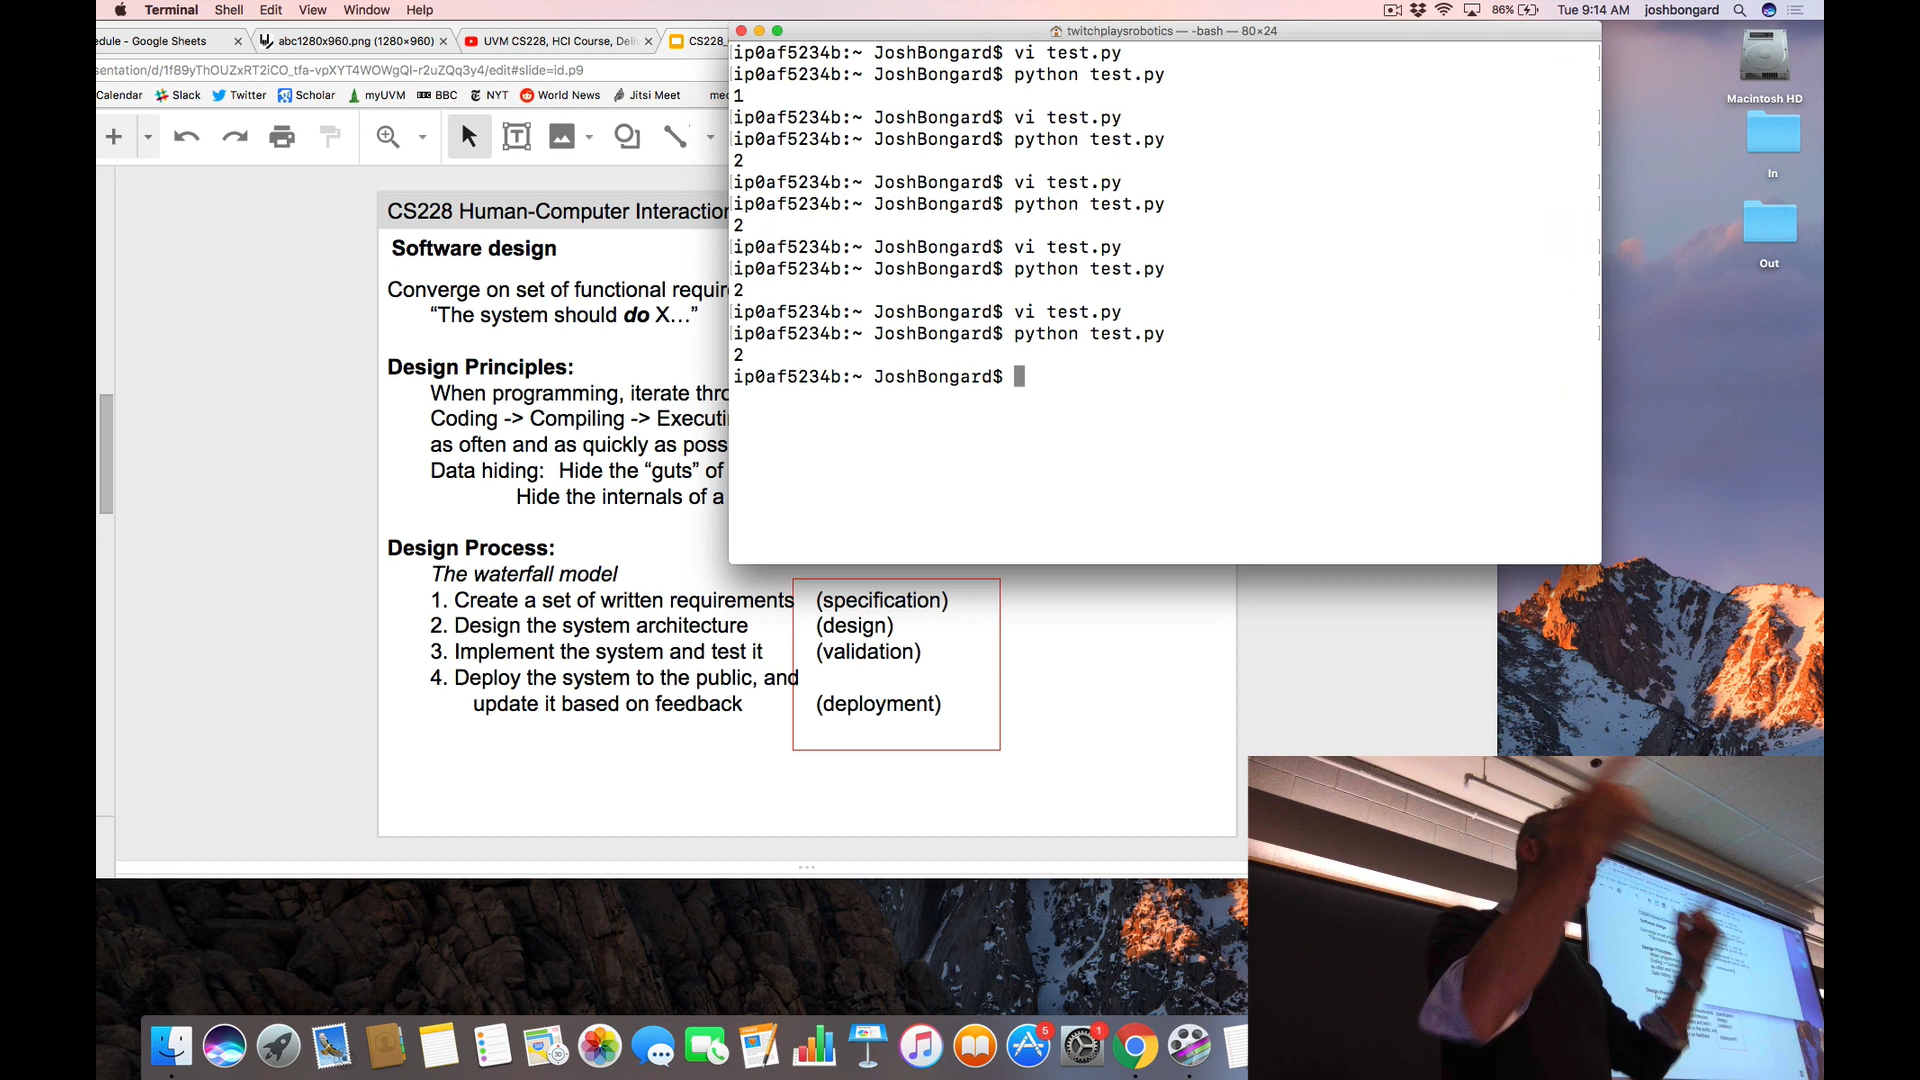 Terminal Shell Edit View Window Help
86% Tue 9:14 AM joshbongard
edule - Google Sheets
abc1280x960.png (1280×960)
UVM CS228, HCI Course, Deli
CS228_
sentation/d/1f89yThOUZxRT2iCO_tfa-vpXYT4WOWgQI-r2uZQq3y4/edit#slide=id.p9
Calendar Slack Twitter Scholar myUVM BBC NYT World News Jitsi Meet mec
twitchplaysrobotics — -bash — 80×24
ip0af5234b:~ JoshBongard$ vi test.py
ip0af5234b:~ JoshBongard$ python test.py
1
ip0af5234b:~ JoshBongard$ vi test.py
ip0af5234b:~ JoshBongard$ python test.py
2
ip0af5234b:~ JoshBongard$ vi test.py
ip0af5234b:~ JoshBongard$ python test.py
2
ip0af5234b:~ JoshBongard$ vi test.py
ip0af5234b:~ JoshBongard$ python test.py
2
ip0af5234b:~ JoshBongard$ vi test.py
ip0af5234b:~ JoshBongard$ python test.py
2
ip0af5234b:~ JoshBongard$
Macintosh HD
In
Out
CS228 Human-Computer Interaction
Software design
Converge on set of functional requir
“The system should do X…”
Design Principles:
When programming, iterate thro
Coding -> Compiling -> Executi
as often and as quickly as poss
Data hiding: Hide the “guts” of
Hide the internals of a
Design Process:
The waterfall model
1. Create a set of written requirements (specification)
2. Design the system architecture (design)
3. Implement the system and test it (validation)
4. Deploy the system to the public, and
update it based on feedback (deployment)
5
1